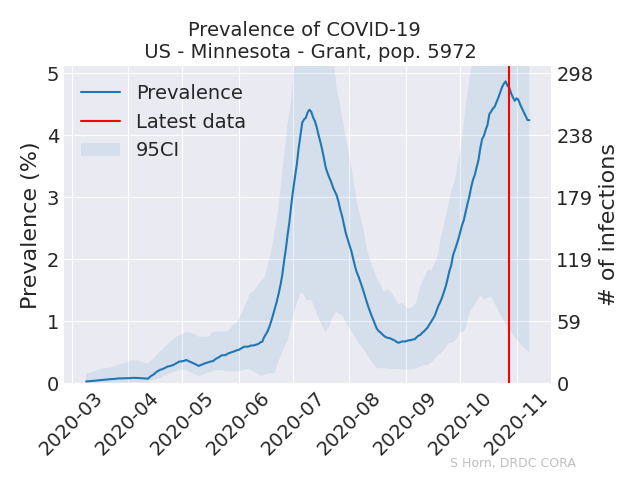 Prevalence of COVID-19
US - Minnesota - Grant, pop. 5972
Prevalence (%)
5
4
3
2
1
0
Prevalence
Latest data
95CI
298
238
179
119
59
0
# of infections
2020-03
2020-04
2020-05
2020-06
2020-07
2020-08
2020-09
2020-10
2020-11
S Horn, DRDC CORA